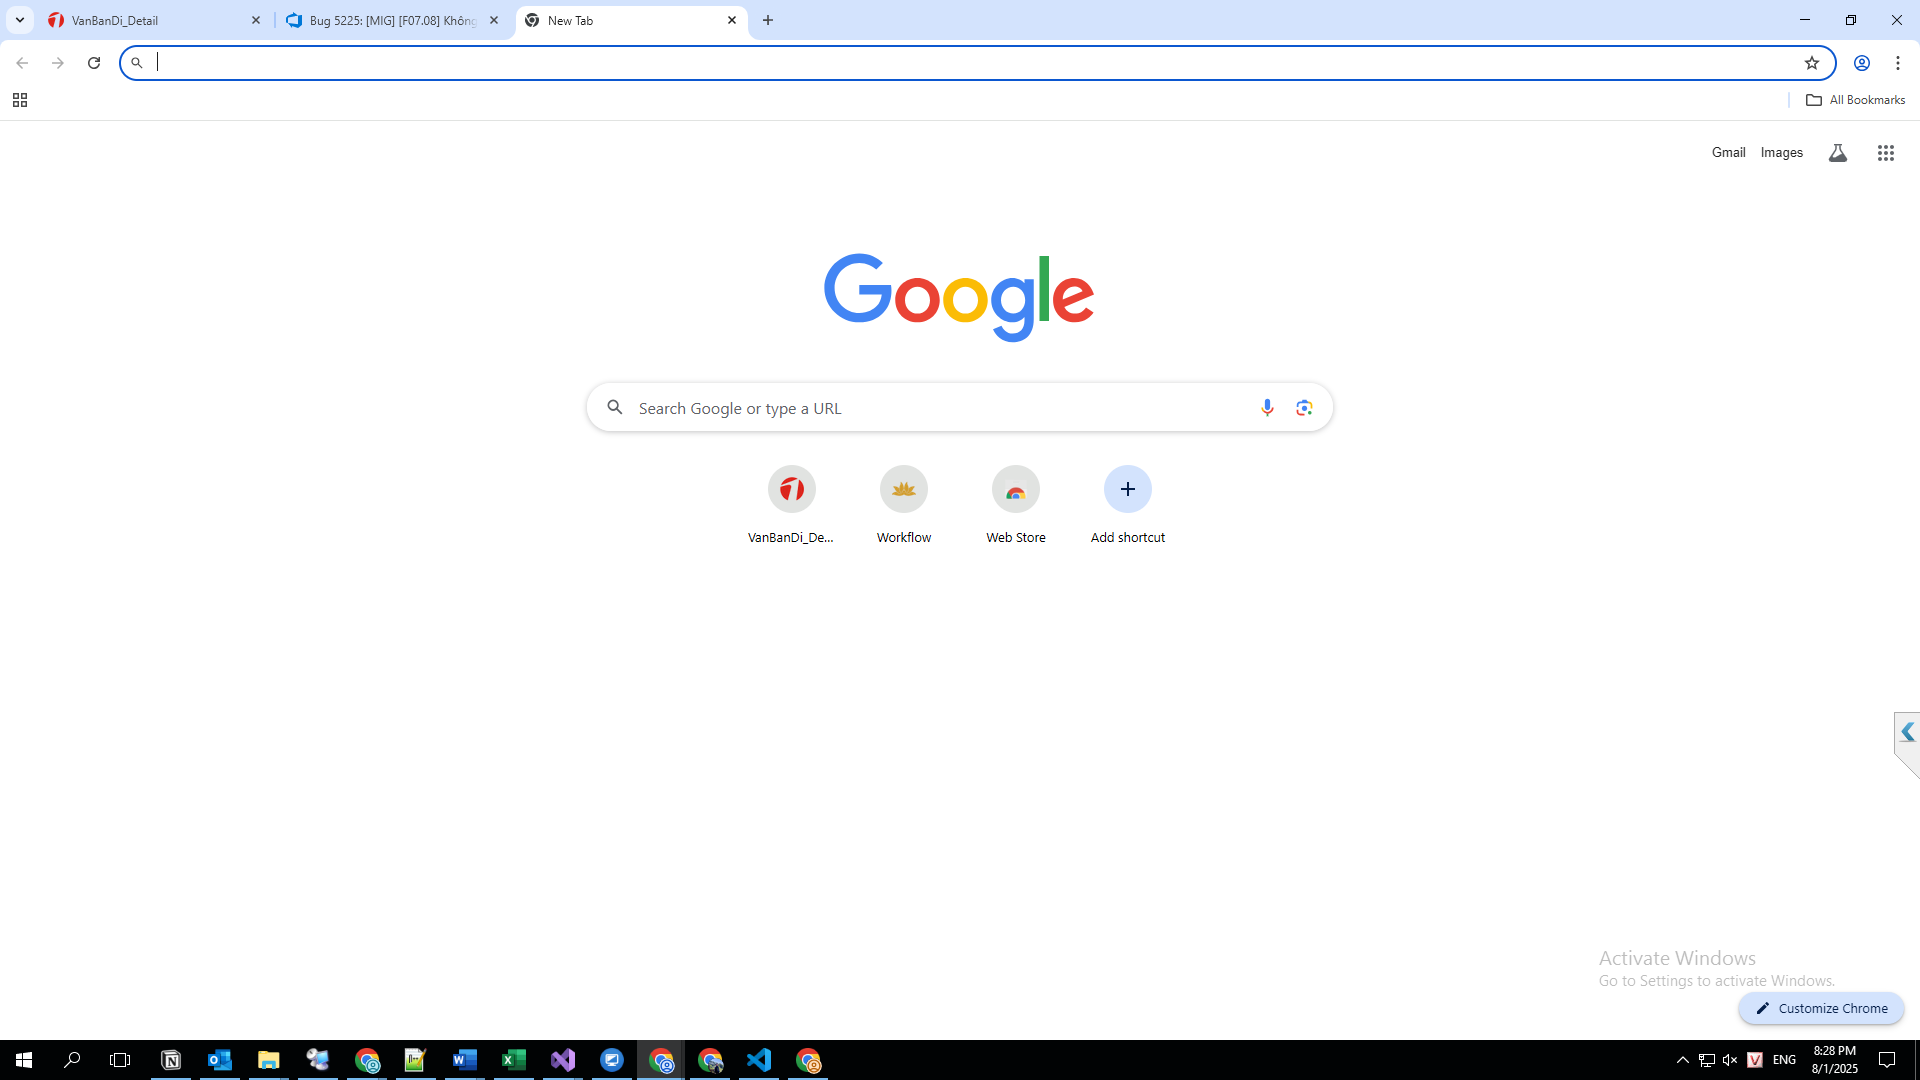 VanBanDi_Detail
Bug 5225: [MIG] [F07.08] Không
New Tab
All Bookmarks
Gmail Images
Google
Search Google or type a URL
VanBanDi_De... Workflow Web Store Add shortcut
Activate Windows
Go to Settings to activate Windows.
Customize Chrome
ENG
8:28 PM
8/1/2025